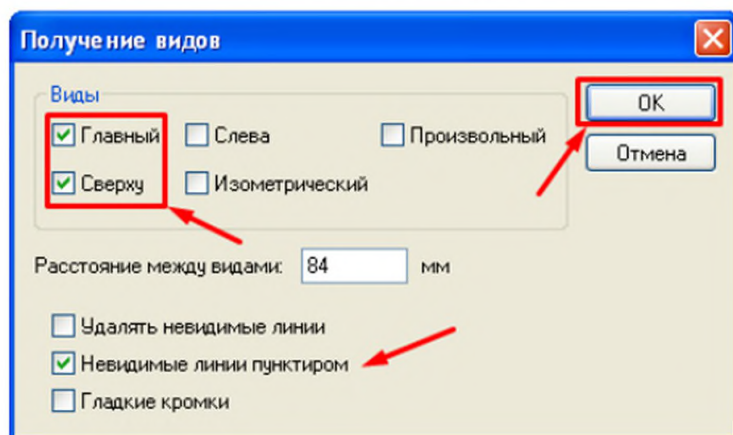 Получение видов
Виды
Главный Слева Произвольный
Сверху Изометрический
OK
Отмена
Расстояние между видами: 84 мм
Удалять невидимые линии
Невидимые линии пунктиром
Гладкие кромки